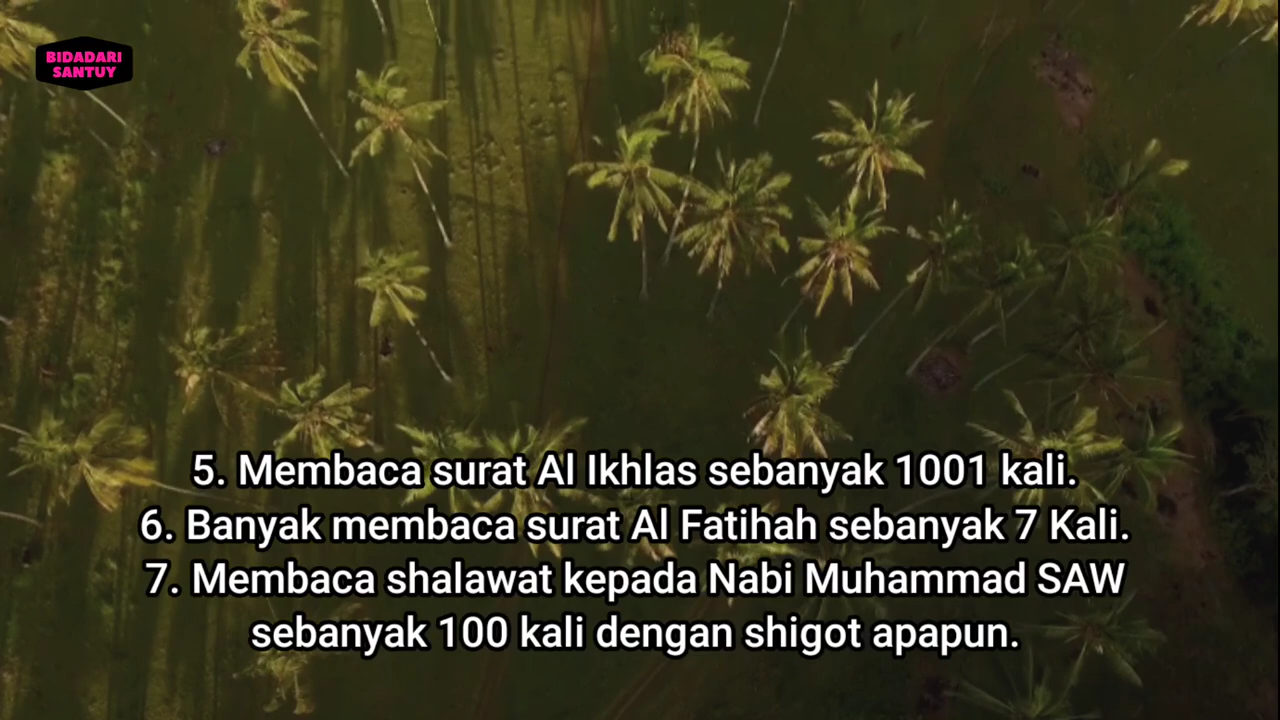 BIDADARI
SANTUY
5. Membaca surat Al Ikhlas sebanyak 1001 kali.
6. Banyak membaca surat Al Fatihah sebanyak 7 Kali.
7. Membaca shalawat kepada Nabi Muhammad SAW
sebanyak 100 kali dengan shigot apapun.